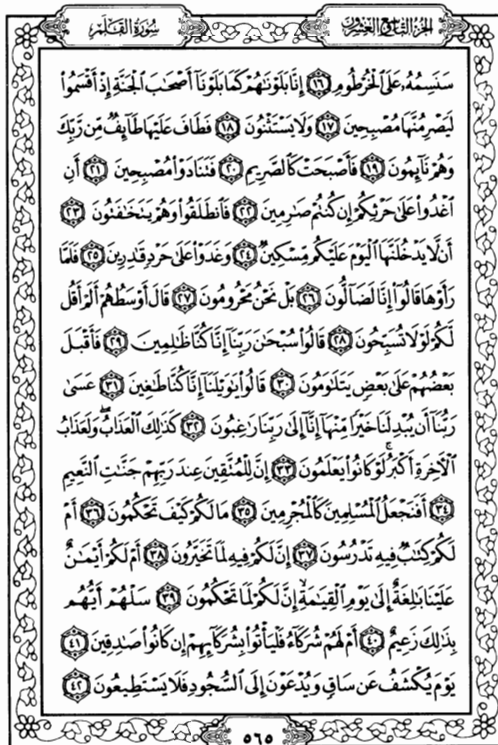 الجزء التاسع والعشرون
سورة القلم
سَنَسِمُهُۥ عَلَى ٱلْخُرْطُومِ ﴿١٦﴾ إِنَّا بَلَوْنَٰهُمْ كَمَا بَلَوْنَآ أَصْحَٰبَ ٱلْجَنَّةِ إِذْ أَقْسَمُوا۟
لَيَصْرِمُنَّهَا مُصْبِحِينَ ﴿١٧﴾ وَلَا يَسْتَثْنُونَ ﴿١٨﴾ فَطَافَ عَلَيْهَا طَآئِفٌ مِّن رَّبِّكَ
وَهُمْ نَآئِمُونَ ﴿١٩﴾ فَأَصْبَحَتْ كَٱلصَّرِيمِ ﴿٢٠﴾ فَتَنَادَوْا۟ مُصْبِحِينَ ﴿٢١﴾ أَنِ
ٱغْدُوا۟ عَلَىٰ حَرْثِكُمْ إِن كُنتُمْ صَٰرِمِينَ ﴿٢٢﴾ فَٱنطَلَقُوا۟ وَهُمْ يَتَخَٰفَتُونَ ﴿٢٣﴾
أَن لَّا يَدْخُلَنَّهَا ٱلْيَوْمَ عَلَيْكُم مِّسْكِينٌ ﴿٢٤﴾ وَغَدَوْا۟ عَلَىٰ حَرْدٍ قَٰدِرِينَ ﴿٢٥﴾ فَلَمَّا
رَأَوْهَا قَالُوٓا۟ إِنَّا لَضَآلُّونَ ﴿٢٦﴾ بَلْ نَحْنُ مَحْرُومُونَ ﴿٢٧﴾ قَالَ أَوْسَطُهُمْ أَلَمْ أَقُل
لَّكُمْ لَوْلَا تُسَبِّحُونَ ﴿٢٨﴾ قَالُوا۟ سُبْحَٰنَ رَبِّنَآ إِنَّا كُنَّا ظَٰلِمِينَ ﴿٢٩﴾ فَأَقْبَلَ
بَعْضُهُمْ عَلَىٰ بَعْضٍ يَتَلَٰوَمُونَ ﴿٣٠﴾ قَالُوا۟ يَٰوَيْلَنَآ إِنَّا كُنَّا طَٰغِينَ ﴿٣١﴾ عَسَىٰ
رَبُّنَآ أَن يُبْدِلَنَا خَيْرًا مِّنْهَآ إِنَّآ إِلَىٰ رَبِّنَا رَٰغِبُونَ ﴿٣٢﴾ كَذَٰلِكَ ٱلْعَذَابُ ۖ وَلَعَذَابُ
ٱلْءَاخِرَةِ أَكْبَرُ ۚ لَوْ كَانُوا۟ يَعْلَمُونَ ﴿٣٣﴾ إِنَّ لِلْمُتَّقِينَ عِندَ رَبِّهِمْ جَنَّٰتِ ٱلنَّعِيمِ
﴿٣٤﴾ أَفَنَجْعَلُ ٱلْمُسْلِمِينَ كَٱلْمُجْرِمِينَ ﴿٣٥﴾ مَا لَكُمْ كَيْفَ تَحْكُمُونَ ﴿٣٦﴾ أَمْ
لَكُمْ كِتَٰبٌ فِيهِ تَدْرُسُونَ ﴿٣٧﴾ إِنَّ لَكُمْ فِيهِ لَمَا تَخَيَّرُونَ ﴿٣٨﴾ أَمْ لَكُمْ أَيْمَٰنٌ
عَلَيْنَا بَٰلِغَةٌ إِلَىٰ يَوْمِ ٱلْقِيَٰمَةِ ۙ إِنَّ لَكُمْ لَمَا تَحْكُمُونَ ﴿٣٩﴾ سَلْهُمْ أَيُّهُم
بِذَٰلِكَ زَعِيمٌ ﴿٤٠﴾ أَمْ لَهُمْ شُرَكَآءُ فَلْيَأْتُوا۟ بِشُرَكَآئِهِمْ إِن كَانُوا۟ صَٰدِقِينَ ﴿٤١﴾
يَوْمَ يُكْشَفُ عَن سَاقٍ وَيُدْعَوْنَ إِلَى ٱلسُّجُودِ فَلَا يَسْتَطِيعُونَ ﴿٤٢﴾
٥٦٥